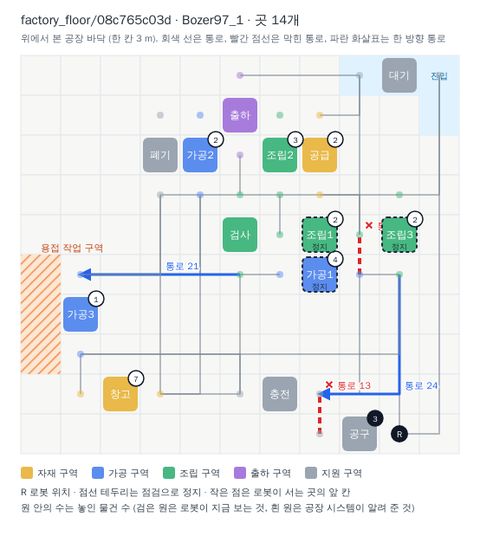 factory_floor/08c765c03d · Bozer97_1 · 곳 14개
위에서 본 공장 바닥 (한 칸 3 m). 회색 선은 통로, 빨간 점선은 막힌 통로, 파란 화살표는 한 방향 통로
대기
출하
폐기
가공2
2
조립2
3
공급
2
검사
조립1
정지
2
✖
조립3
정지
2
용접 작업 구역
통로 21
가공1
정지
4
가공3
1
창고
7
충전
✖ 통로 13
통로 24
공구
3
R
자재 구역
가공 구역
조립 구역
출하 구역
지원 구역
R 로봇 위치 · 점선 테두리는 점검으로 정지 · 작은 점은 로봇이 서는 곳의 앞 칸
원 안의 수는 놓인 물건 수 (검은 원은 로봇이 지금 보는 것, 흰 원은 공장 시스템이 알려 준 것)